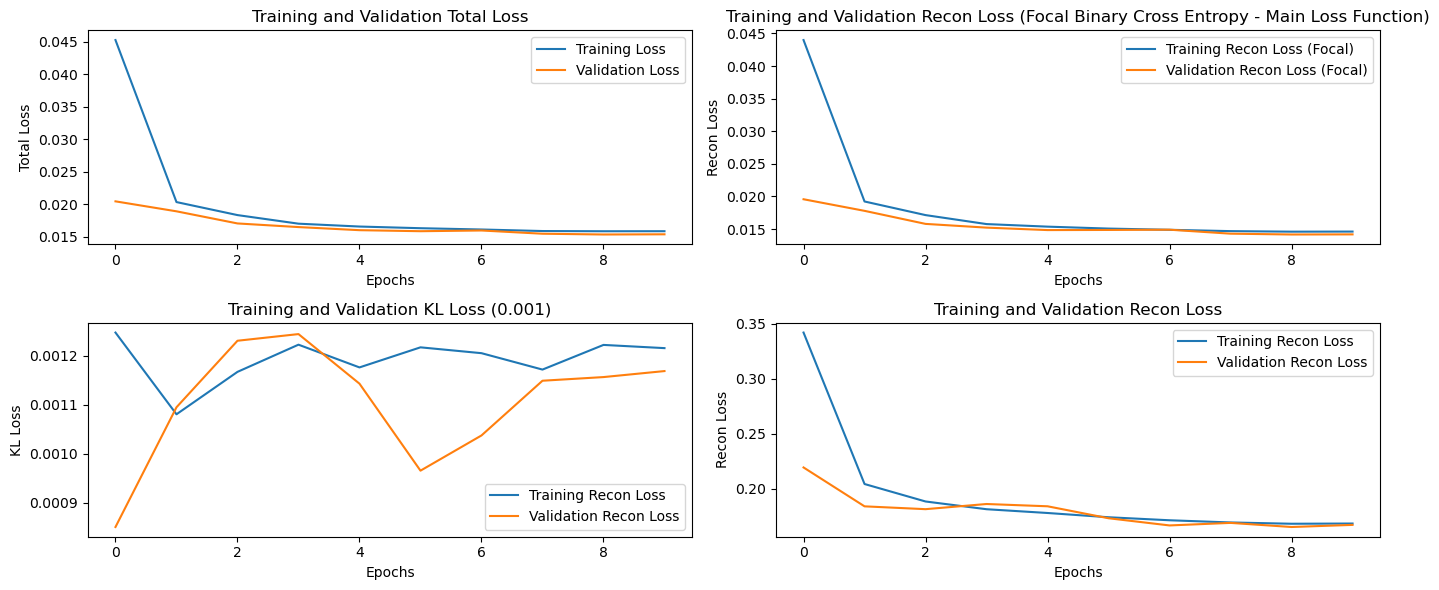 Training and Validation Total Loss
Total Loss
0.045
0.040
0.035
0.030
0.025
0.020
0.015
Training Loss
Validation Loss
0 2 4 6 8
Epochs
Training and Validation Recon Loss (Focal Binary Cross Entropy - Main Loss Function)
Recon Loss
0.045
0.040
0.035
0.030
0.025
0.020
0.015
Training Recon Loss (Focal)
Validation Recon Loss (Focal)
0 2 4 6 8
Epochs
Training and Validation KL Loss (0.001)
KL Loss
0.0012
0.0011
0.0010
0.0009
Training Recon Loss
Validation Recon Loss
0 2 4 6 8
Epochs
Training and Validation Recon Loss
Recon Loss
0.35
0.30
0.25
0.20
Training Recon Loss
Validation Recon Loss
0 2 4 6 8
Epochs